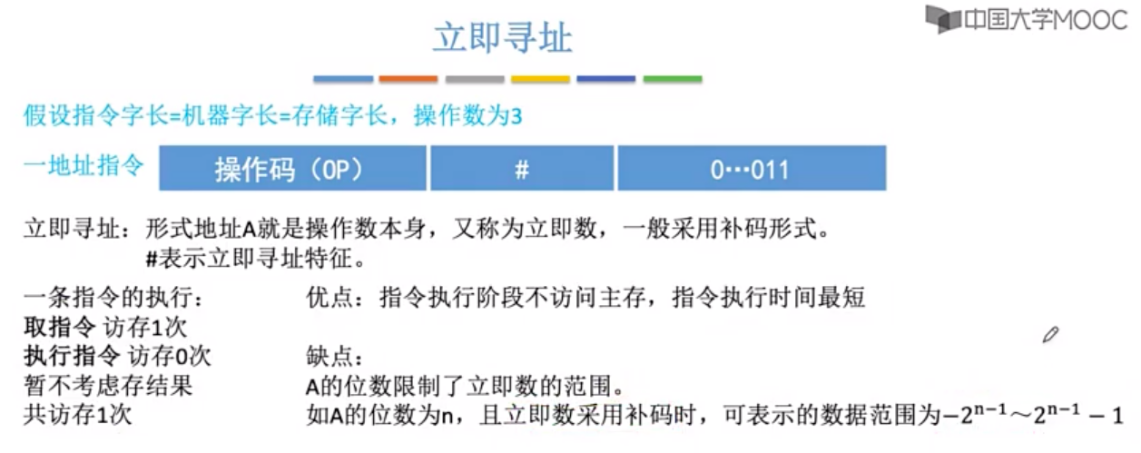 中国大学MOOC
立即寻址
假设指令字长=机器字长=存储字长，操作数为3
一地址指令 操作码（OP） # 0…011
立即寻址：形式地址A就是操作数本身，又称为立即数，一般采用补码形式。
#表示立即寻址特征。
一条指令的执行：
取指令 访存1次
执行指令 访存0次
暂不考虑存结果
共访存1次
优点：指令执行阶段不访问主存，指令执行时间最短
缺点：
A的位数限制了立即数的范围。
如A的位数为n，且立即数采用补码时，可表示的数据范围为−2ⁿ⁻¹～2ⁿ⁻¹ − 1